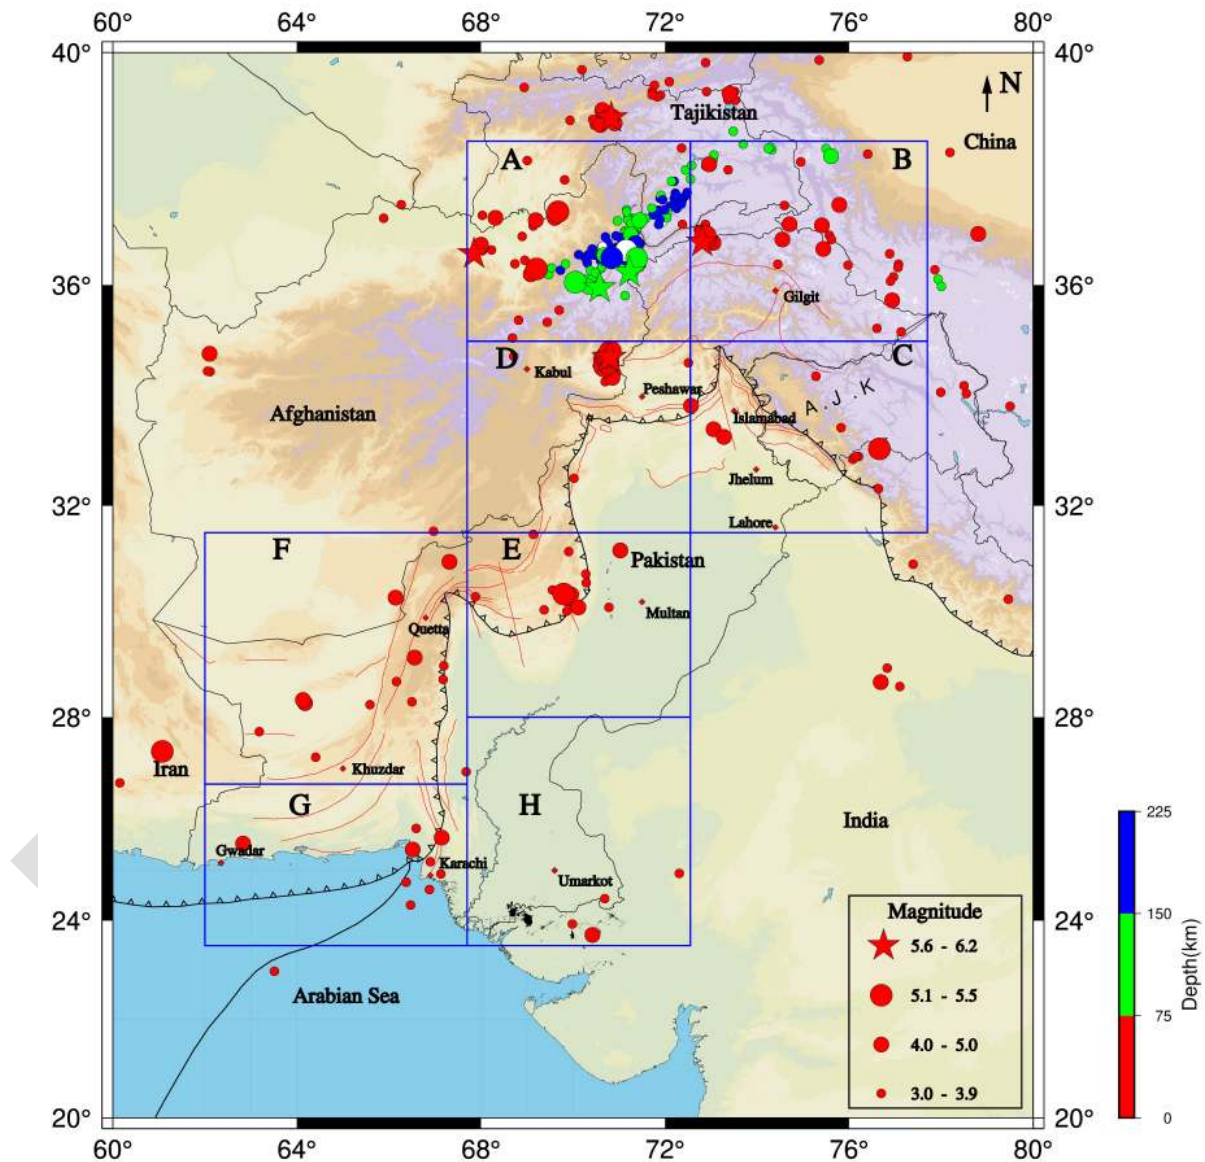 60° 64° 68° 72° 76° 80°
40° 40°
N
Tajikistan
China
A B
36° 36°
Gilgit
D C
Kabul
Peshawar
A.J.K
Afghanistan
Islamabad
Jhelum
32° 32°
Lahore
F E
Pakistan
Multan
Quetta
28° 28°
Iran
Khuzdar
G H
225
India
Gwadar
Karachi
Umarkot
24° 24°
150
Magnitude
5.6 - 6.2
Arabian Sea
5.1 - 5.5
75
4.0 - 5.0
3.0 - 3.9
0
Depth(km)
20° 20°
60° 64° 68° 72° 76° 80°